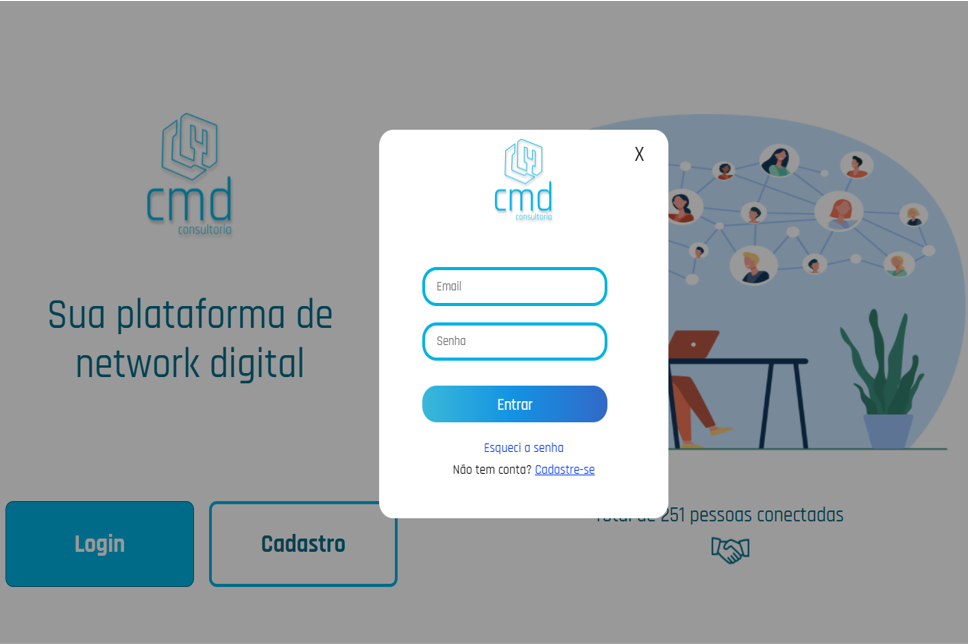 cmd
consultoria
Sua plataforma de
network digital
Login
Cadastro
X
cmd
consultoria
Email
Senha
Entrar
Esqueci a senha
Não tem conta? Cadastre-se
Total de 251 pessoas conectadas